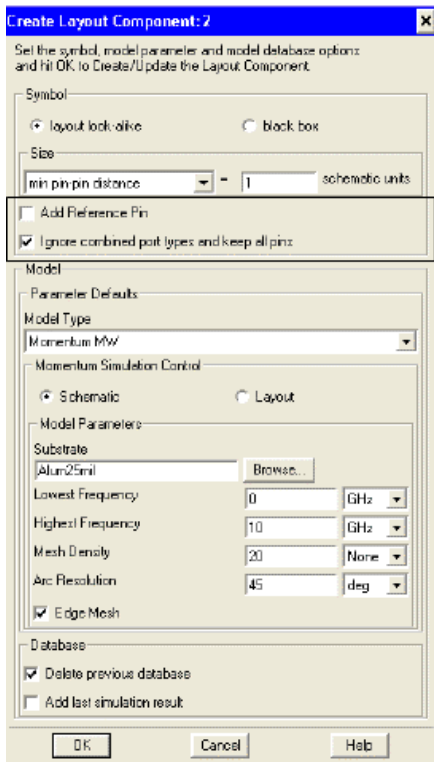 Create Layout Component: 2
Set the symbol, model parameter and model database options
and hit OK to Create/Update the Layout Component
Symbol
layout look-alike
black box
Size
min pin-pin distance = 1 schematic units
Add Reference Pin
Ignore combined port types and keep all pins
Model
Parameter Defaults
Model Type
Momentum MW
Momentum Simulation Control
Schematic
Layout
Model Parameters
Substrate
Alum25mil Browse...
Lowest Frequency 0 GHz
Highest Frequency 10 GHz
Mesh Density 20 None
Arc Resolution 45 deg
Edge Mesh
Database
Delete previous database
Add last simulation result
OK Cancel Help